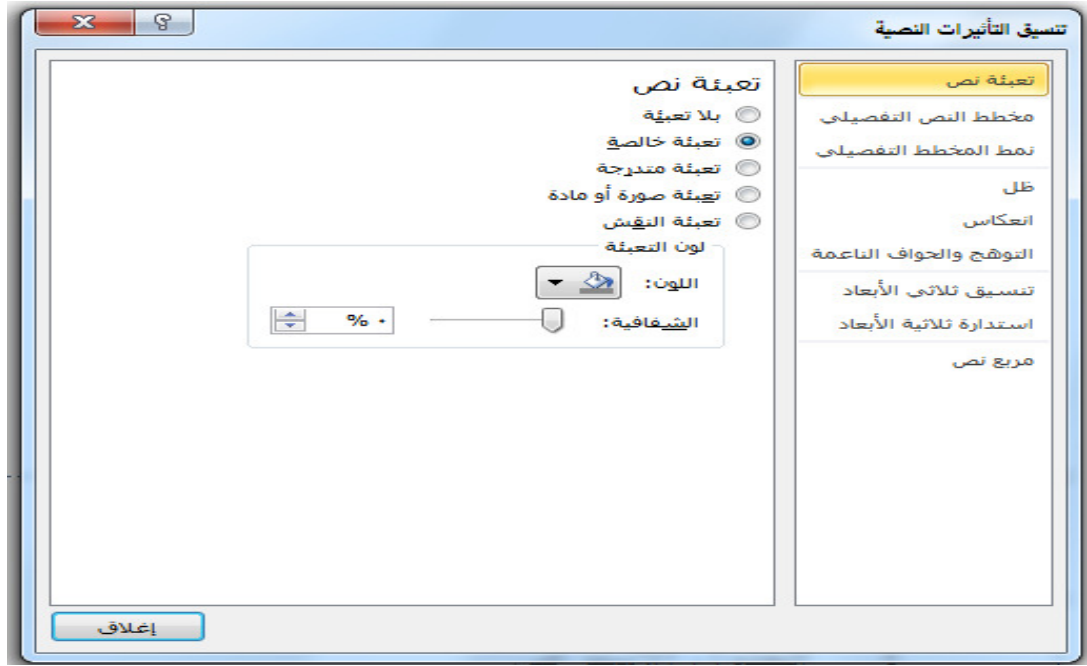 تنسيق التأثيرات النصية
تعبئة نص
مخطط النص التفصيلي
نمط المخطط التفصيلي
ظل
انعكاس
التوهج والحواف الناعمة
تنسيق ثلاثي الأبعاد
استدارة ثلاثية الأبعاد
مربع نص
تعبئة نص
بلا تعبئة
تعبئة خالصة
تعبئة متدرجة
تعبئة صورة أو مادة
تعبئة النقش
لون التعبئة
اللون:
الشفافية: ٠ %
إغلاق